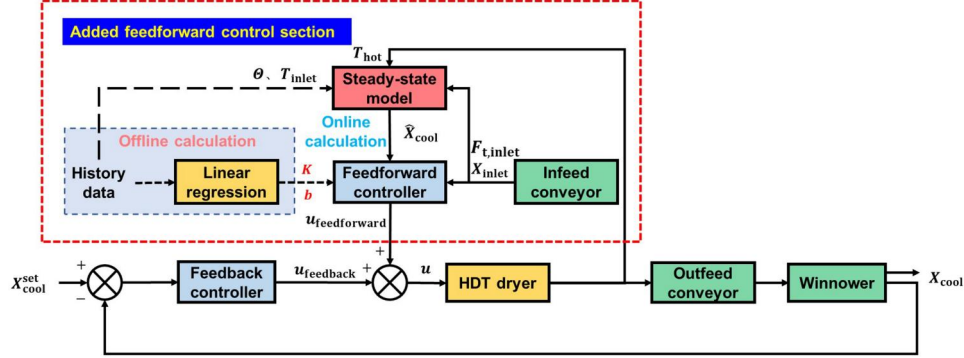 Added feedforward control section
T_hot
Θ、T_inlet
Steady-state
model
Online
calculation
X̂_cool
Offline calculation
F_t,inlet
X_inlet
History
data
Linear
regression
K
b
Feedforward
controller
Infeed
conveyor
u_feedforward
+
X_cool^set
+
−
Feedback
controller
u_feedback
+
u
HDT dryer
Outfeed
conveyor
Winnower
X_cool